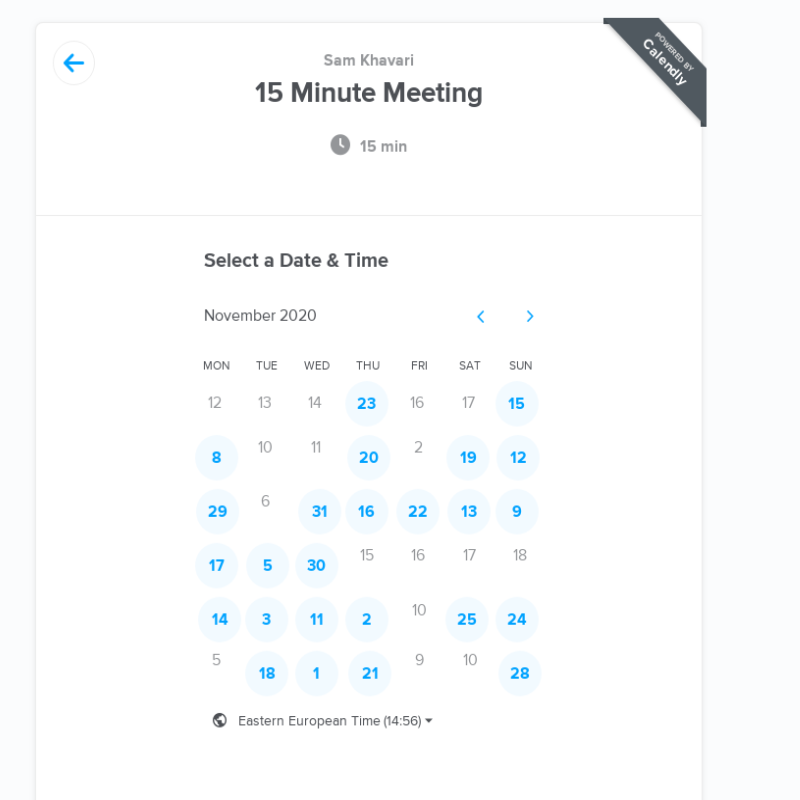 Sam Khavari
POWERED BY
Calendly
15 Minute Meeting
15 min
Select a Date & Time
November 2020
MON TUE WED THU FRI SAT SUN
12 13 14 23 16 17 15
8 10 11 20 2 19 12
29 6 31 16 22 13 9
17 5 30 15 16 17 18
14 3 11 2 10 25 24
5 18 1 21 9 10 28
Eastern European Time (14:56)